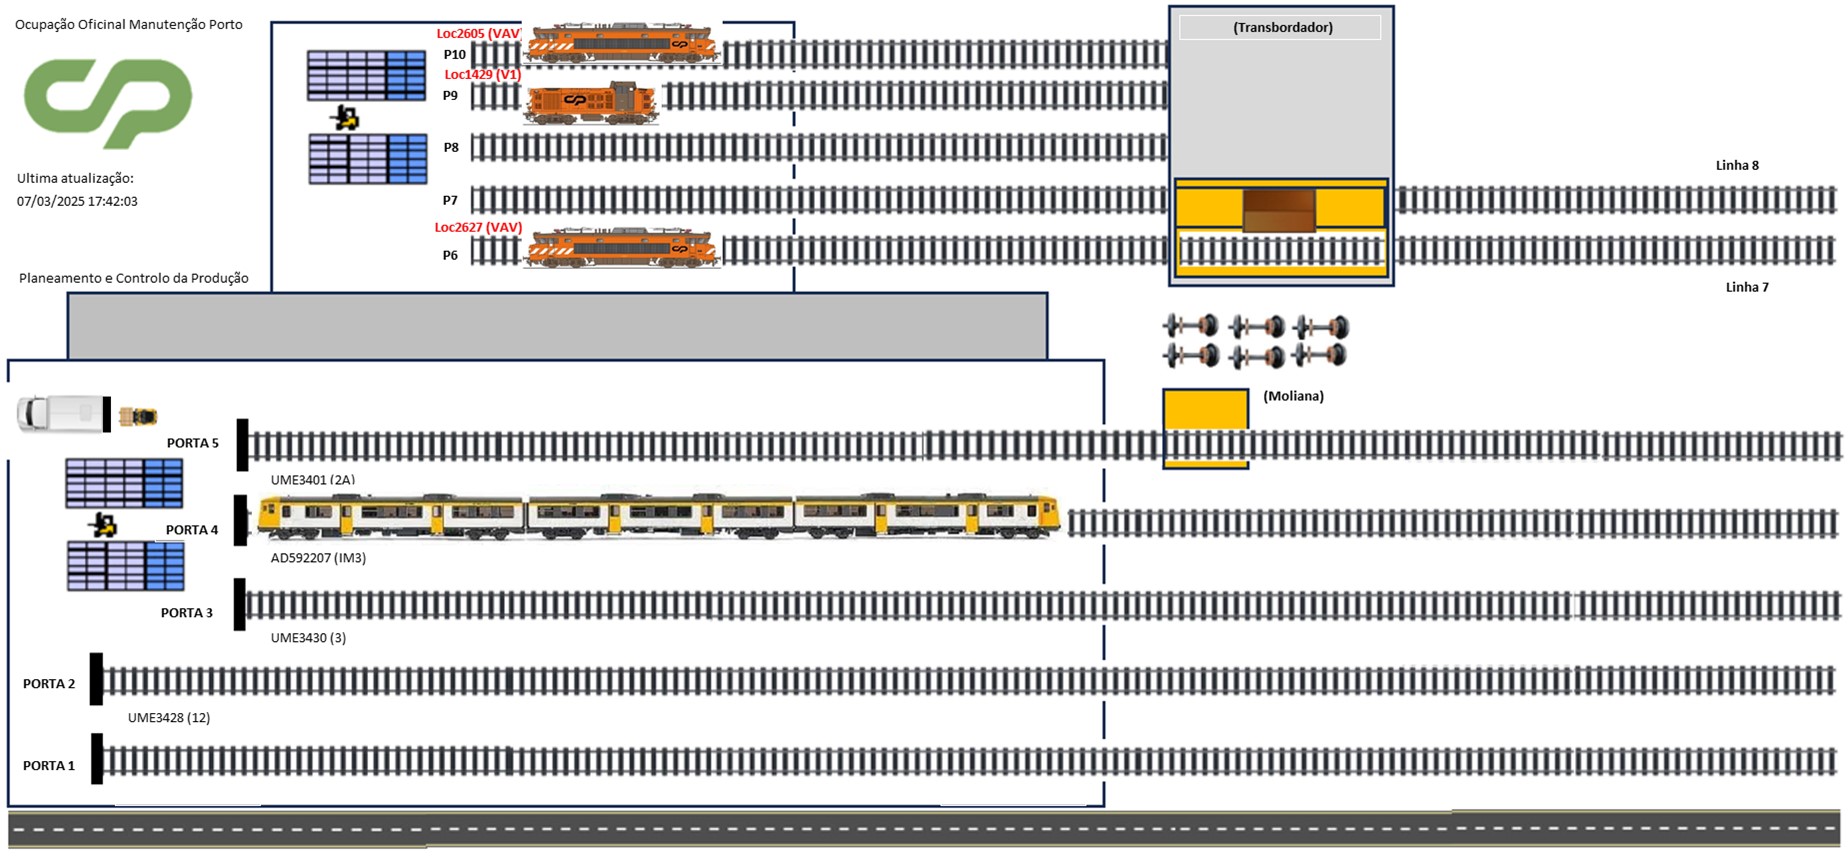 Ocupação Oficinal Manutenção Porto
CP
Ultima atualização:
07/03/2025 17:42:03
Planeamento e Controlo da Produção
Loc2605 (VAV)
P10
Loc1429 (V1)
P9
P8
P7
Loc2627 (VAV)
P6
(Transbordador)
Linha 8
Linha 7
(Moliana)
PORTA 5
UME3401 (2A)
PORTA 4
AD592207 (IM3)
PORTA 3
UME3430 (3)
PORTA 2
UME3428 (12)
PORTA 1